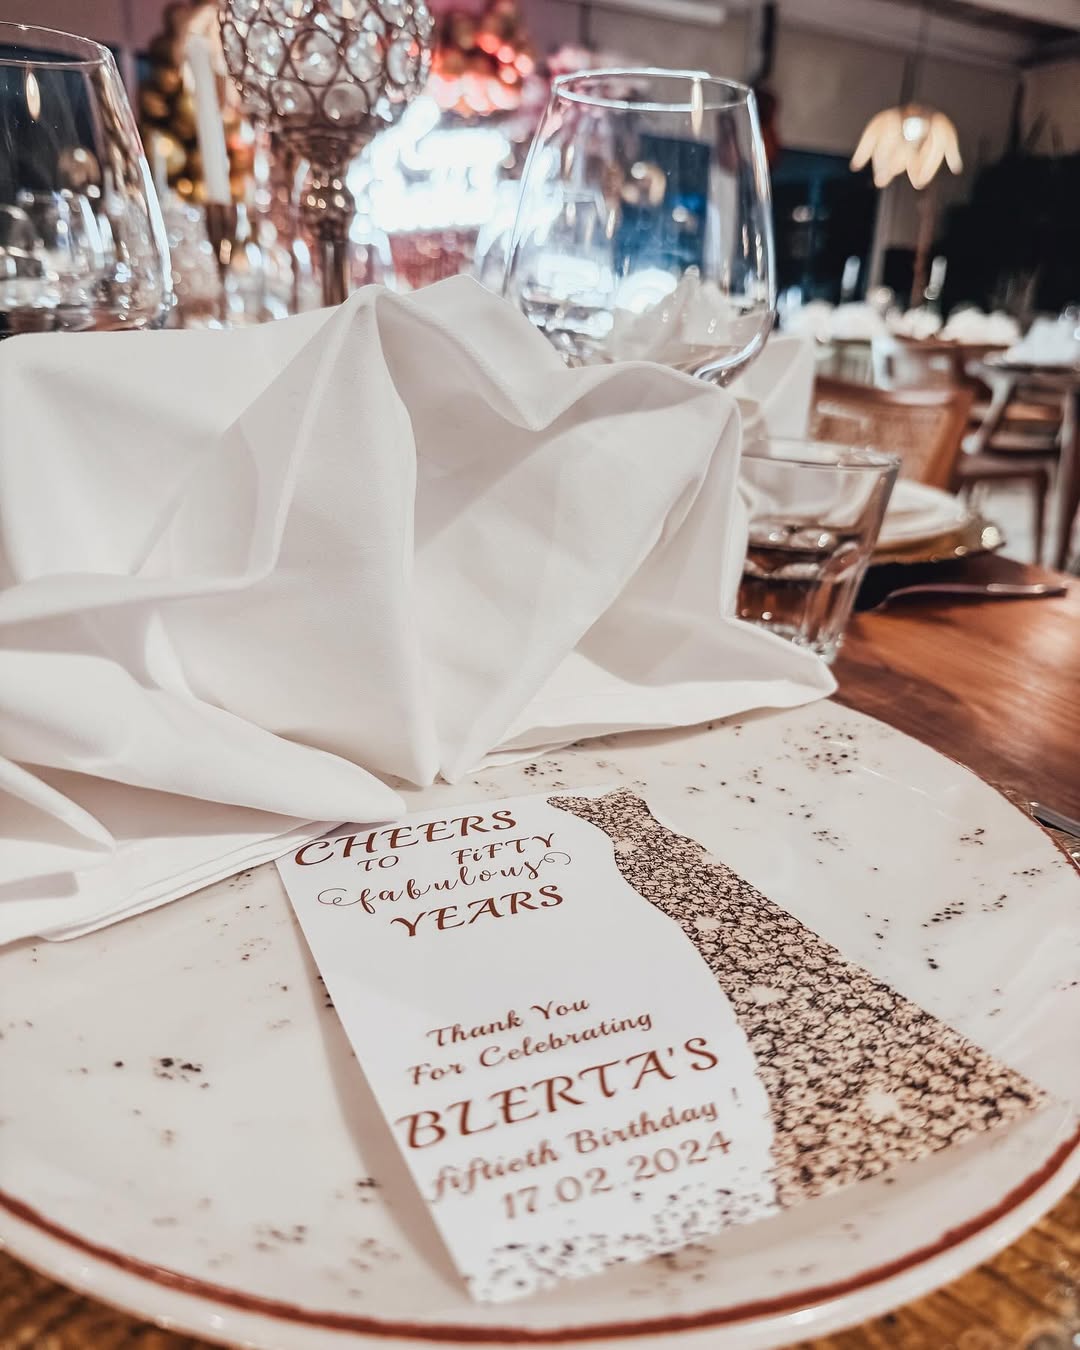 CHEERS
TO FiFTY
fabulous
YEARS
Thank You
For Celebrating
BLERTA'S
fiftieth Birthday !
17.02.2024